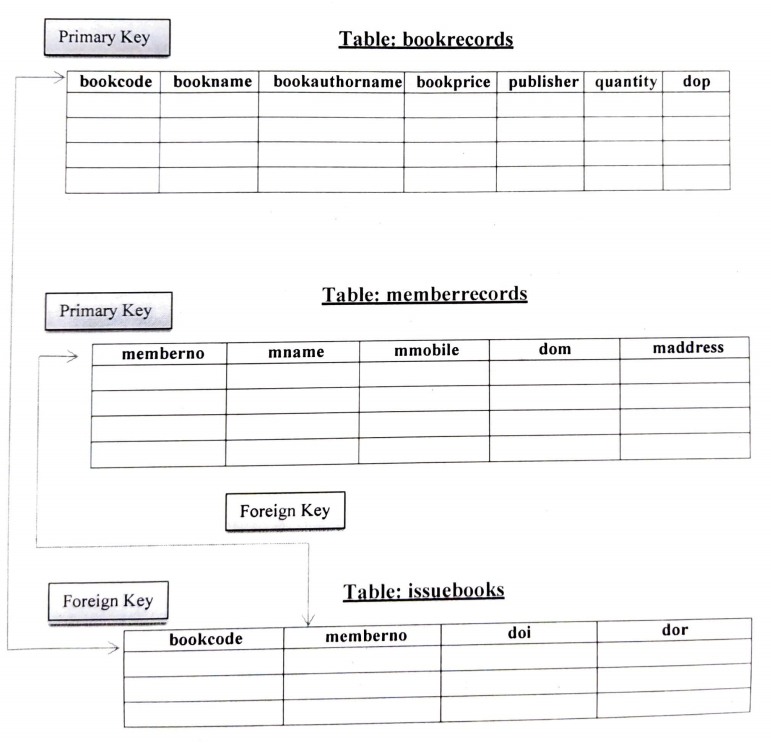 Primary Key
Table: bookrecords
bookcode bookname bookauthorname bookprice publisher quantity dop
Primary Key
Table: memberrecords
memberno mname mmobile dom maddress
Foreign Key
Foreign Key
Table: issuebooks
bookcode memberno doi dor